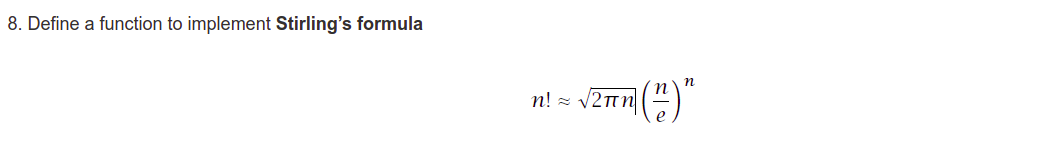 8. Define a function to implement Stirling's formula
n! ≈ √2πn (n/e)^n